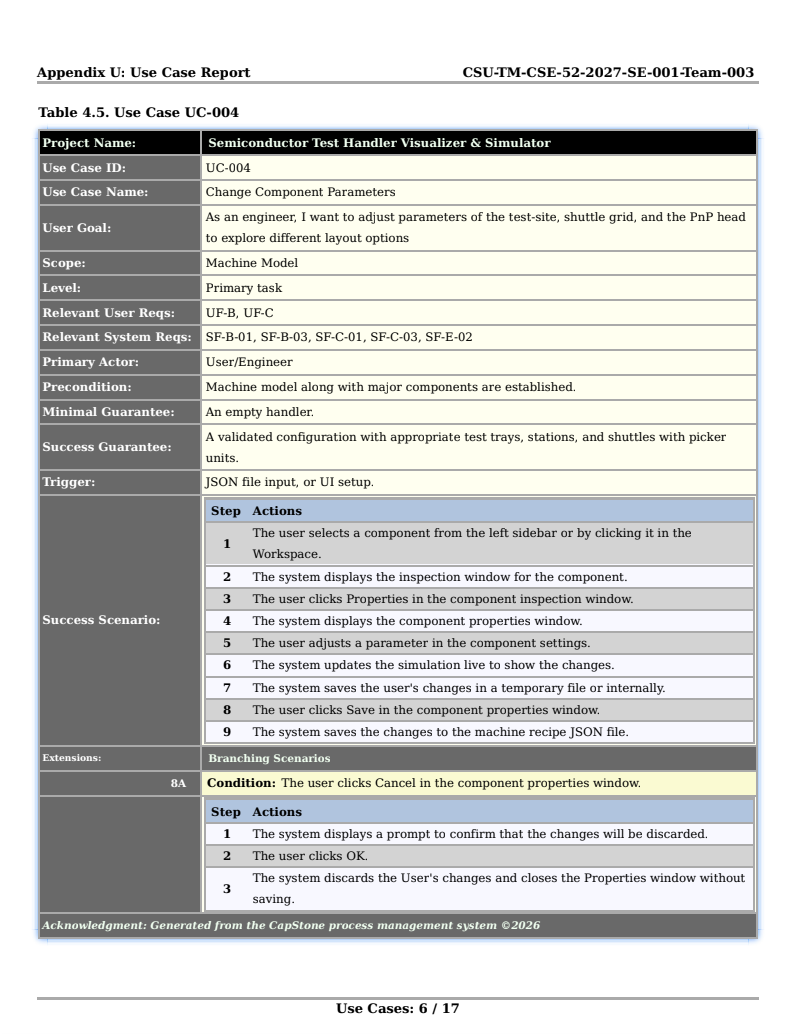 Appendix U: Use Case Report CSU-TM-CSE-52-2027-SE-001-Team-003
Table 4.5. Use Case UC-004
Project Name: Semiconductor Test Handler Visualizer & Simulator
Use Case ID: UC-004
Use Case Name: Change Component Parameters
User Goal: As an engineer, I want to adjust parameters of the test-site, shuttle grid, and the PnP head
to explore different layout options
Scope: Machine Model
Level: Primary task
Relevant User Reqs: UF-B, UF-C
Relevant System Reqs: SF-B-01, SF-B-03, SF-C-01, SF-C-03, SF-E-02
Primary Actor: User/Engineer
Precondition: Machine model along with major components are established.
Minimal Guarantee: An empty handler.
Success Guarantee: A validated configuration with appropriate test trays, stations, and shuttles with picker
units.
Trigger: JSON file input, or UI setup.
Success Scenario:
Step Actions
1 The user selects a component from the left sidebar or by clicking it in the
Workspace.
2 The system displays the inspection window for the component.
3 The user clicks Properties in the component inspection window.
4 The system displays the component properties window.
5 The user adjusts a parameter in the component settings.
6 The system updates the simulation live to show the changes.
7 The system saves the user's changes in a temporary file or internally.
8 The user clicks Save in the component properties window.
9 The system saves the changes to the machine recipe JSON file.
Extensions: Branching Scenarios
8A Condition: The user clicks Cancel in the component properties window.
Step Actions
1 The system displays a prompt to confirm that the changes will be discarded.
2 The user clicks OK.
3 The system discards the User's changes and closes the Properties window without
saving.
Acknowledgment: Generated from the CapStone process management system ©2026
Use Cases: 6 / 17